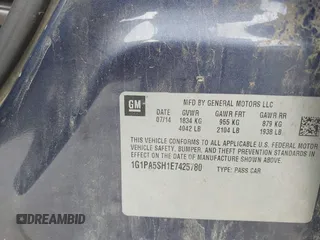 GM
MFD BY GENERAL MOTORS LLC
DATE GVWR GAWR FRT GAWR RR
07/14 1834 KG 955 KG 879 KG
4042 LB 2104 LB 1938 LB
THIS VEHICLE CONFORMS TO ALL APPLICABLE U.S. FEDERAL MOTOR
VEHICLE SAFETY, BUMPER, AND THEFT PREVENTION STANDARDS IN
EFFECT ON THE DATE OF MANUFACTURE SHOWN ABOVE.
1G1PA5SH1E7425780
TYPE: PASS CAR
DREAMBID